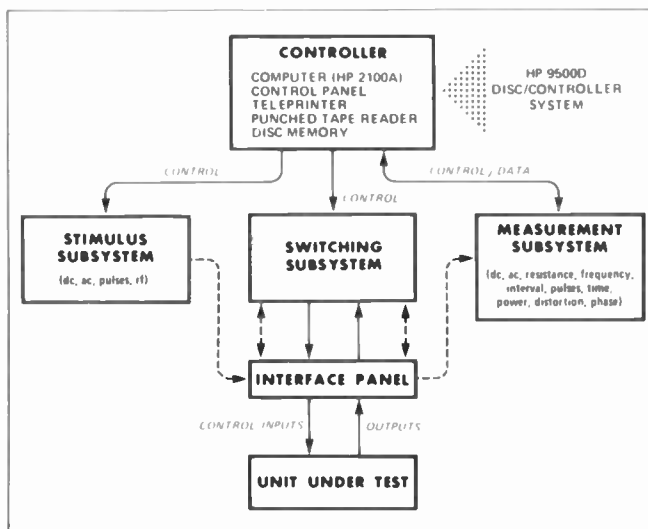 CONTROLLER
COMPUTER (HP 2100A)
CONTROL PANEL
TELEPRINTER
PUNCHED TAPE READER
DISC MEMORY
HP 9500D
DISC/CONTROLLER
SYSTEM
CONTROL
CONTROL
CONTROL/DATA
STIMULUS
SUBSYSTEM
(dc, ac, pulses, rf)
SWITCHING
SUBSYSTEM
MEASUREMENT
SUBSYSTEM
(dc, ac, resistance, frequency,
interval, pulses, time,
power, distortion, phase)
INTERFACE PANEL
CONTROL INPUTS
OUTPUTS
UNIT UNDER TEST